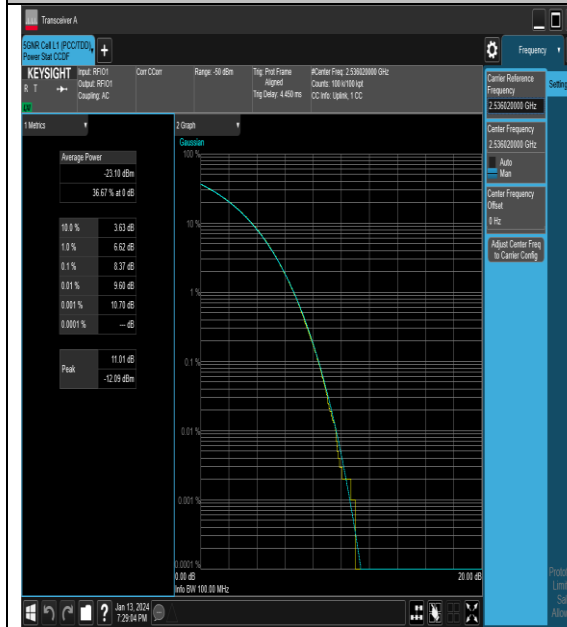 Transceiver A
5GNR Cell L1 (PCC/TDD),
Power Stat CCDF
+
Frequency
KEYSIGHT
R T
LXI
Input: RFIO1
Output: RFIO1
Coupling: AC
Corr CCorr
Range: -50 dBm
Trig: Prot Frame
Aligned
Trig Delay: 4.450 ms
#Center Freq: 2.536020000 GHz
Counts: 100 k/100 kpt
CC Info: Uplink, 1 CC
Carrier Reference
Frequency
2.536020000 GHz
Center Frequency
2.536020000 GHz
Auto
Man
Center Frequency
Offset
0 Hz
Adjust Center Freq
to Carrier Config
Setting
1 Metrics
Average Power
-23.10 dBm
36.67 % at 0 dB
10.0 % 3.63 dB
1.0 % 6.62 dB
0.1 % 8.37 dB
0.01 % 9.60 dB
0.001 % 10.70 dB
0.0001 % --- dB
Peak
11.01 dB
-12.09 dBm
2 Graph
Gaussian
100 %
10 %
1 %
0.1 %
0.01 %
0.001 %
0.0001 %
0.00 dB
20.00 dB
Info BW 100.00 MHz
Jan 13, 2024
7:29:04 PM
?